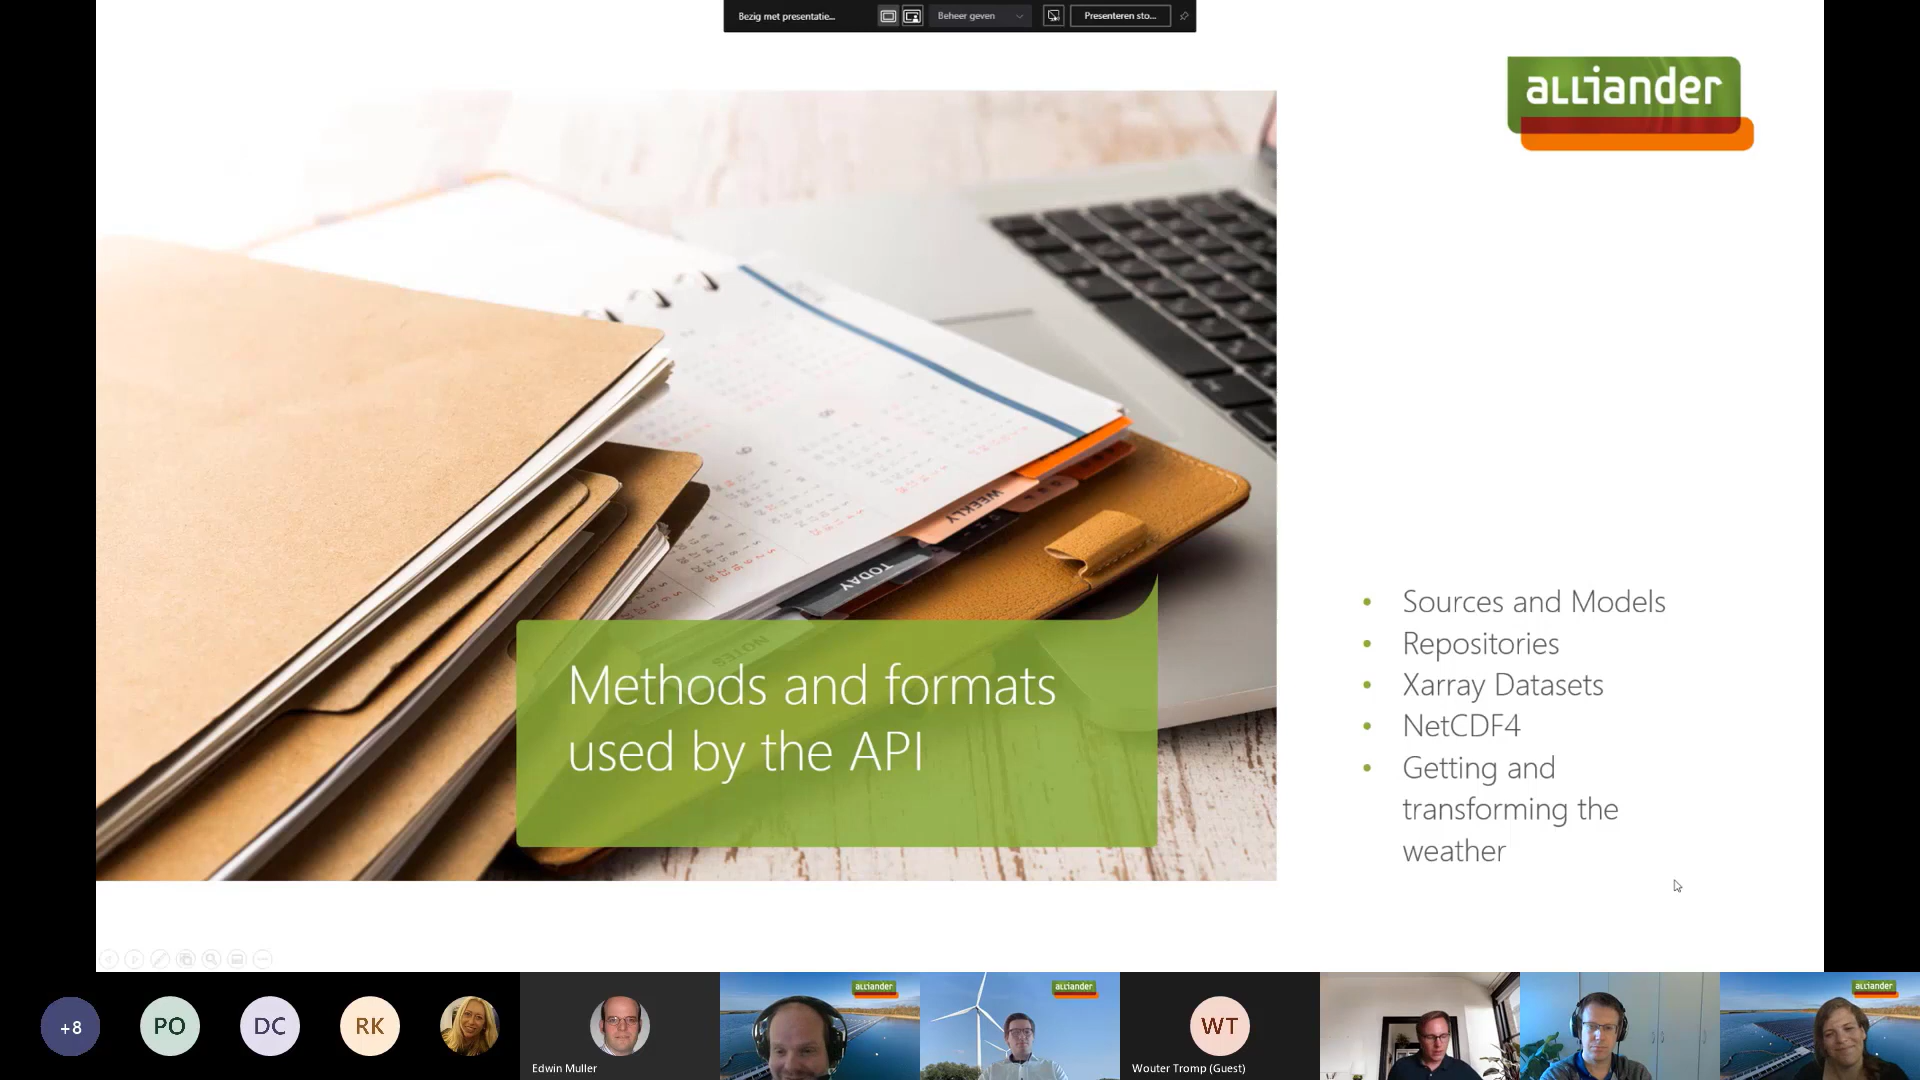 Bezig met presentatie...
Beheer geven
Presenteren sto...
alliander
WEEKLY
TODAY
NOTES
Methods and formats
used by the API
• Sources and Models
• Repositories
• Xarray Datasets
• NetCDF4
• Getting and
transforming the
weather
+8
PO
DC
RK
Edwin Muller
alliander
alliander
WT
Wouter Tromp (Guest)
alliander